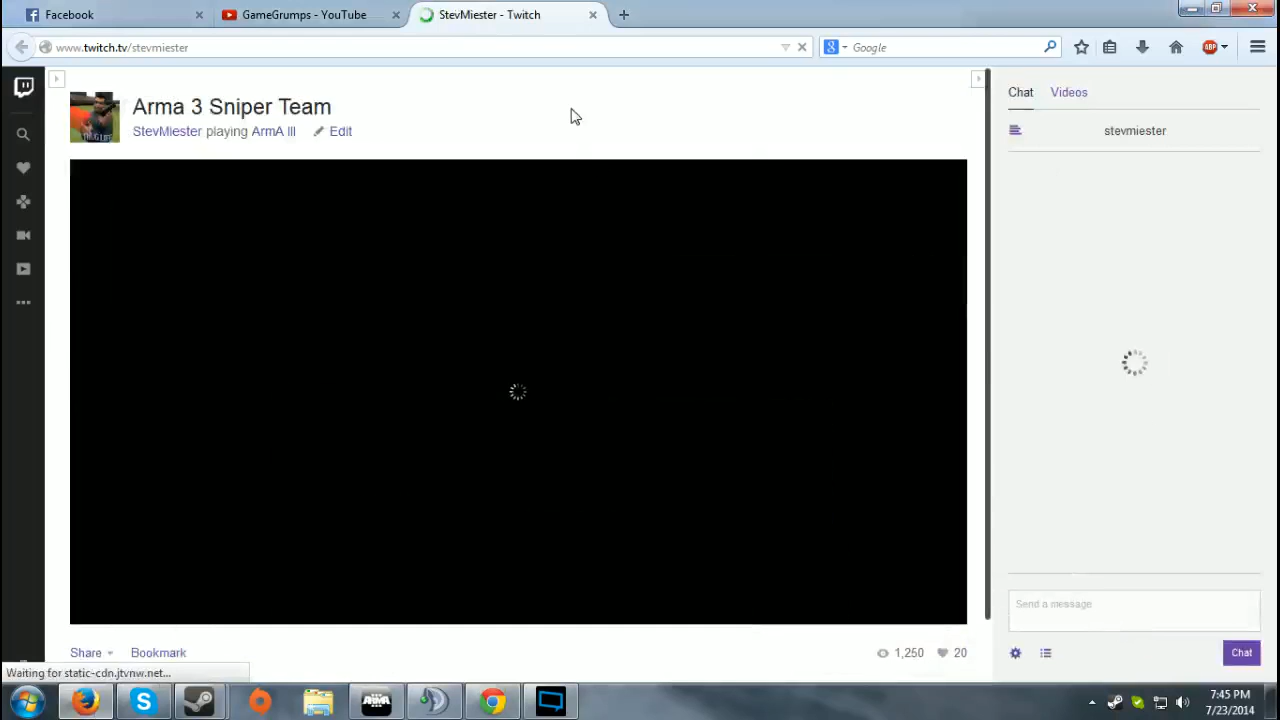 Facebook
GameGrumps - YouTube
StevMiester - Twitch
www.twitch.tv/stevmiester
Google
ABP
Arma 3 Sniper Team
StevMiester playing ArmA III
Edit
Chat
Videos
stevmiester
Send a message
Share
Bookmark
1,250
20
Chat
Waiting for static-cdn.jtvnw.net...
ARMA
7:45 PM
7/23/2014